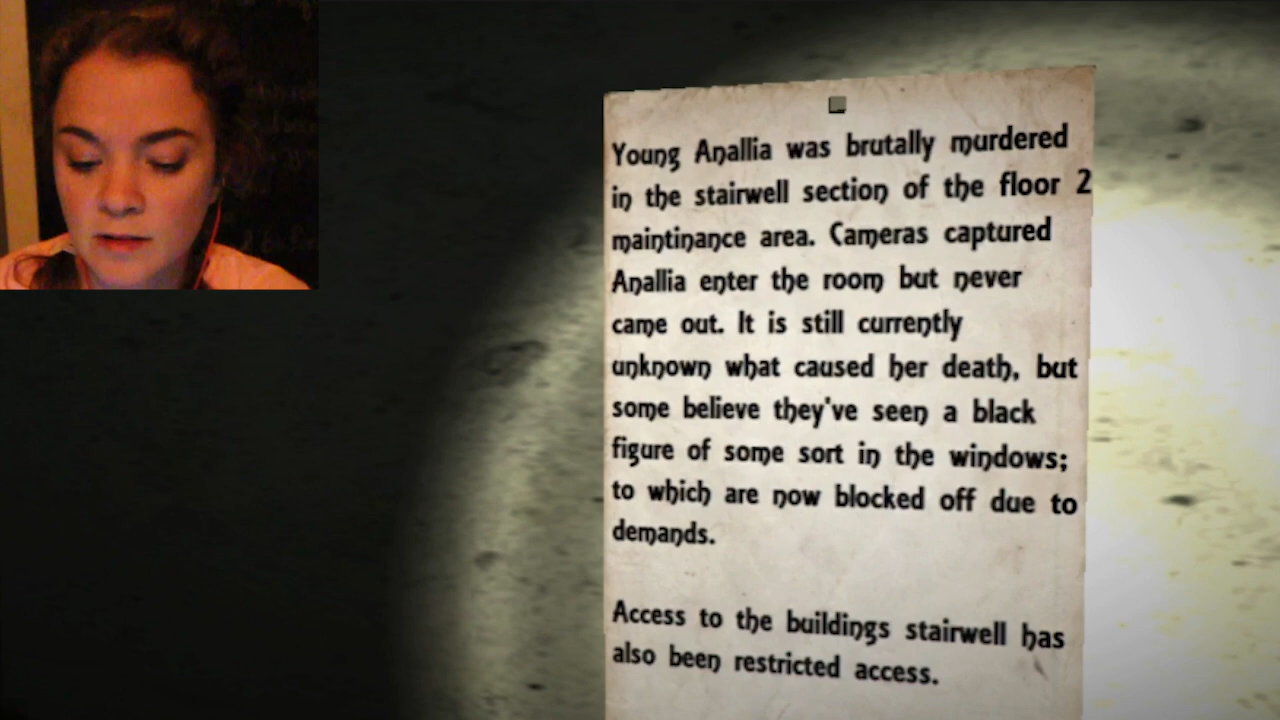 Young Anallia was brutally murdered
in the stairwell section of the floor 2
maintinance area. Cameras captured
Anallia enter the room but never
came out. It is still currently
unknown what caused her death, but
some believe they've seen a black
figure of some sort in the windows;
to which are now blocked off due to
demands.
Access to the buildings stairwell has
also been restricted access.